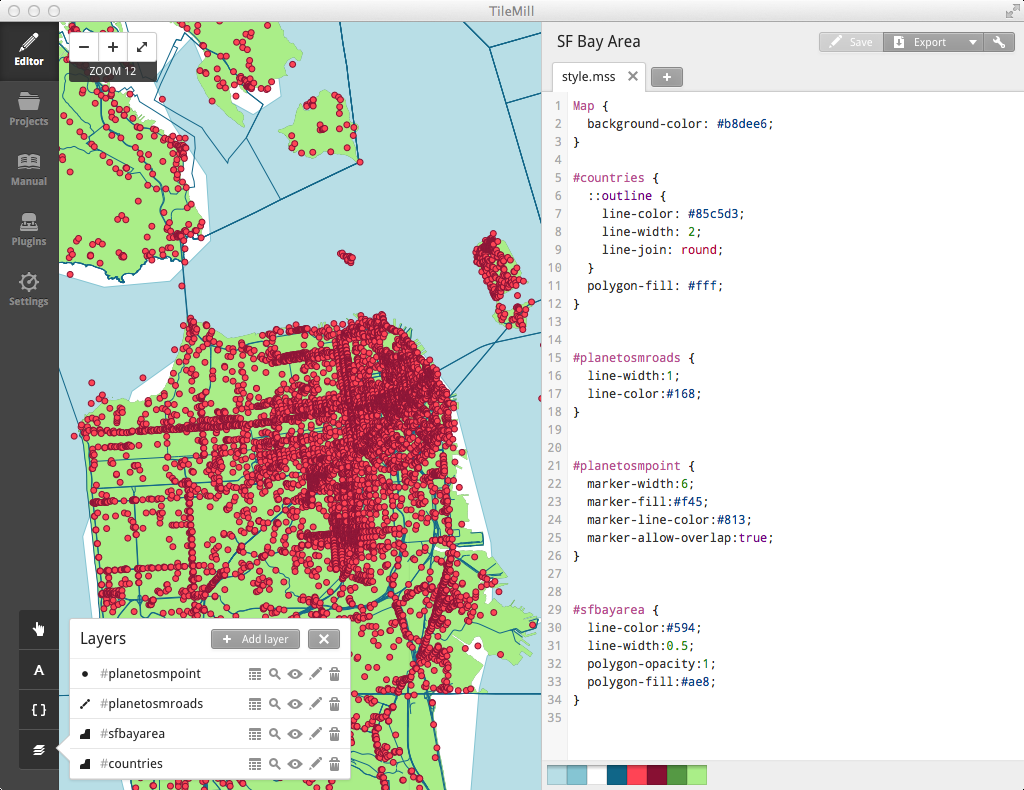 TileMill
Editor
Projects
Manual
Plugins
Settings
ZOOM 12
A
{ }
Layers
+ Add layer
#planetosmpoint
#planetosmroads
#sfbayarea
#countries
SF Bay Area
Save
Export
style.mss
1 Map {
2 background-color: #b8dee6;
3 }
4
5 #countries {
6 ::outline {
7 line-color: #85c5d3;
8 line-width: 2;
9 line-join: round;
10 }
11 polygon-fill: #fff;
12 }
13
14
15 #planetosmroads {
16 line-width:1;
17 line-color:#168;
18 }
19
20
21 #planetosmpoint {
22 marker-width:6;
23 marker-fill:#f45;
24 marker-line-color:#813;
25 marker-allow-overlap:true;
26 }
27
28
29 #sfbayarea {
30 line-color:#594;
31 line-width:0.5;
32 polygon-opacity:1;
33 polygon-fill:#ae8;
34 }
35